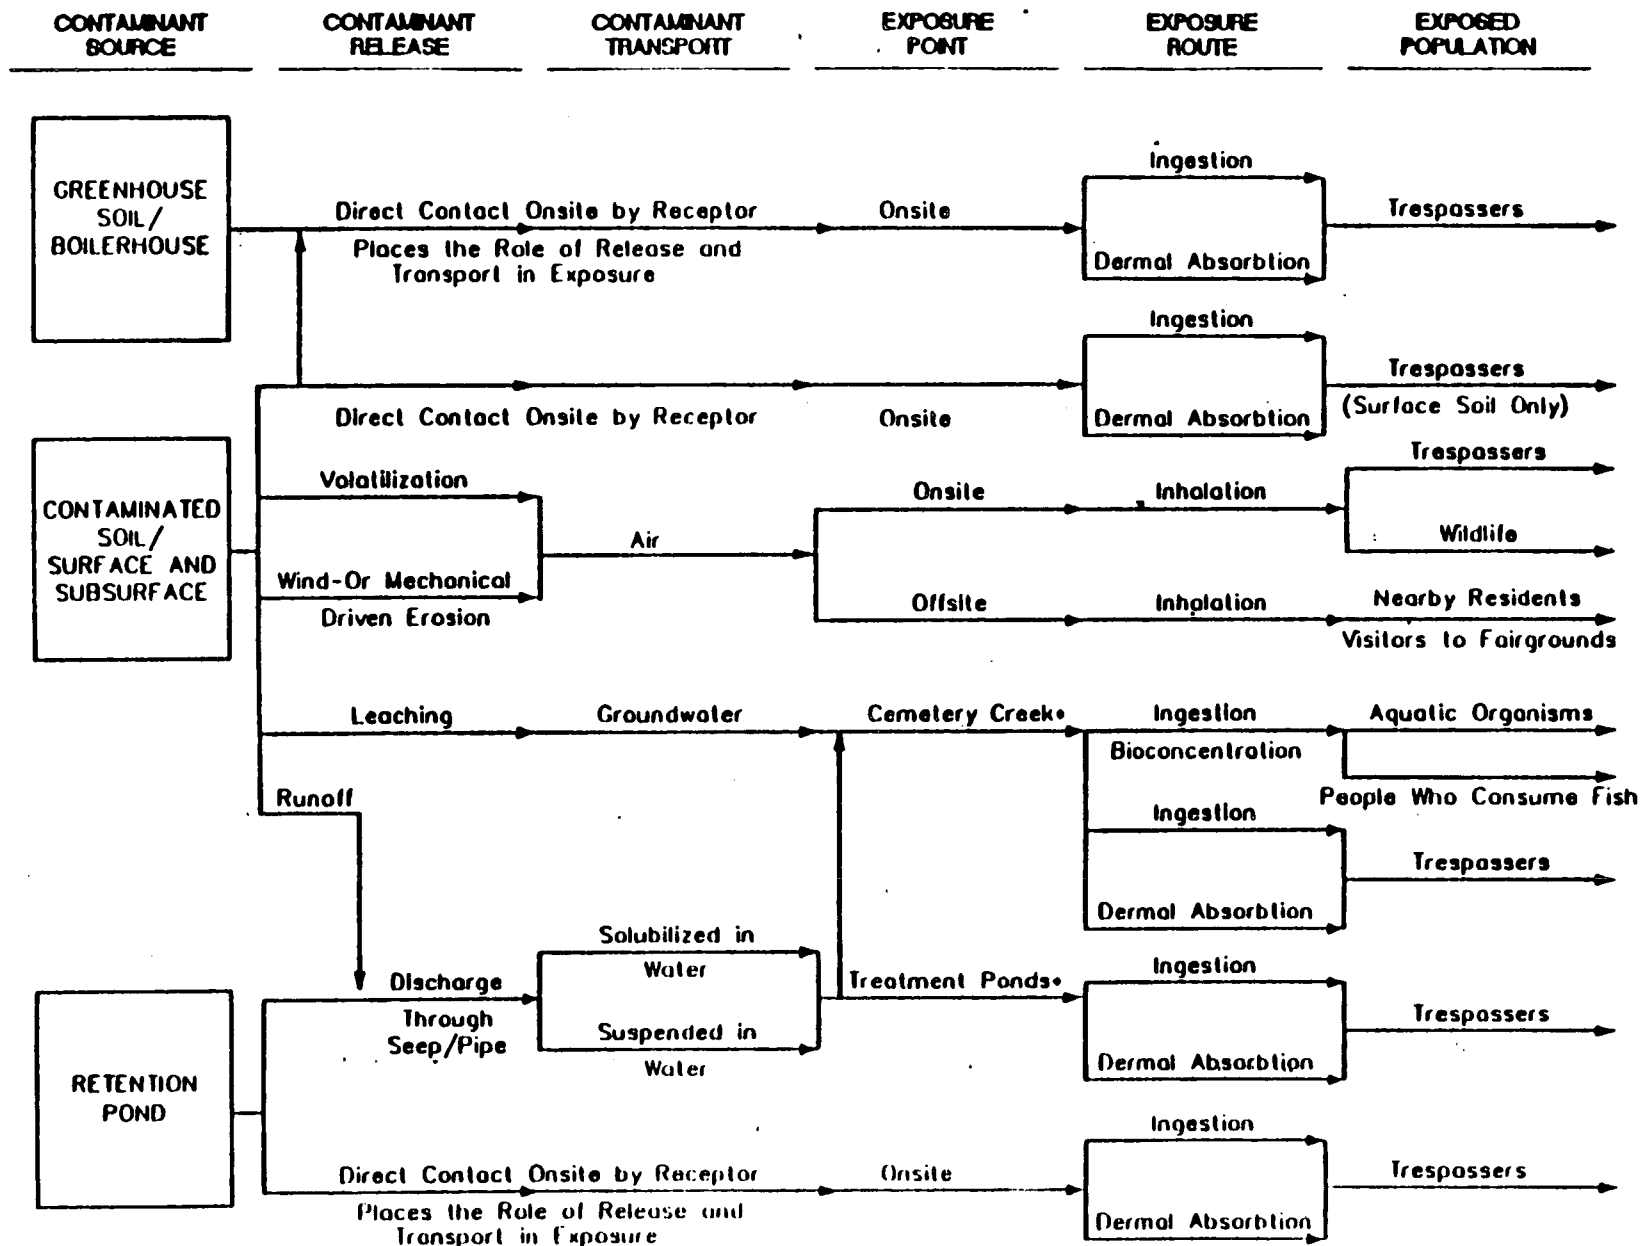 CONTAMINANT SOURCE
CONTAMINANT RELEASE
CONTAMINANT TRANSPORT
EXPOSURE POINT
EXPOSURE ROUTE
EXPOSED POPULATION
GREENHOUSE
SOIL/
BOILERHOUSE
Direct Contact Onsite by Receptor
Places the Role of Release and
Transport in Exposure
Onsite
Ingestion
Dermal Absorbtion
Trespassers
CONTAMINATED
SOIL/
SURFACE AND
SUBSURFACE
Direct Contact Onsite by Receptor
Onsite
Ingestion
Dermal Absorbtion
Trespassers
(Surface Soil Only)
Volatilization
Wind-Or Mechanical
Driven Erosion
Air
Onsite
Inhalation
Trespassers
Wildlife
Offsite
Inhalation
Nearby Residents
Visitors to Fairgrounds
Leaching
Groundwater
Cemetery Creek*
Ingestion
Bioconcentration
Aquatic Organisms
People Who Consume Fish
Ingestion
Dermal Absorbtion
Trespassers
Runoff
RETENTION
POND
Discharge
Through
Seep/Pipe
Solubilized in
Water
Suspended in
Water
Treatment Ponds*
Ingestion
Dermal Absorbtion
Trespassers
Direct Contact Onsite by Receptor
Places the Role of Release and
Transport in Exposure
Onsite
Ingestion
Dermal Absorbtion
Trespassers